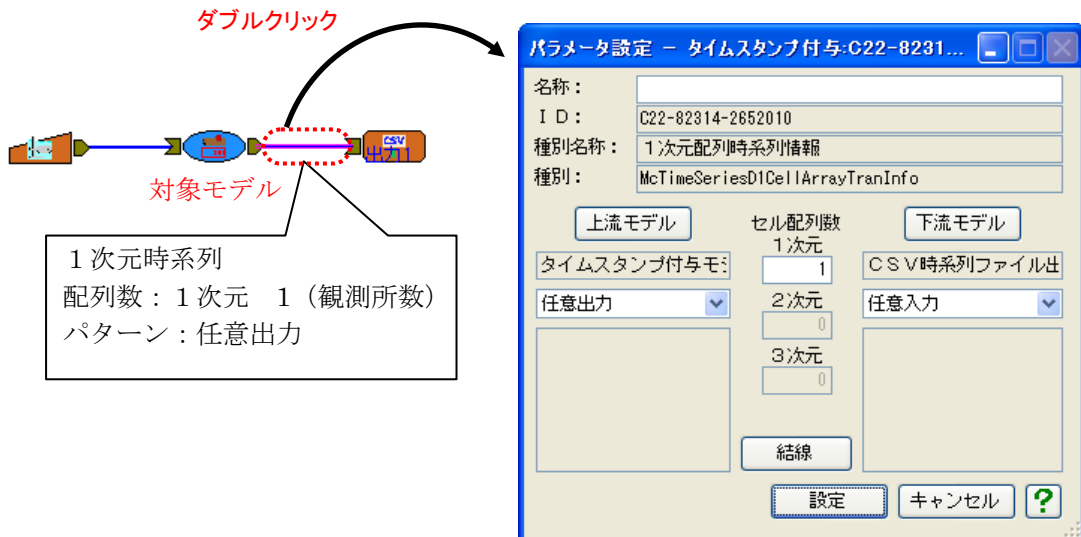 ダブルクリック
CSV
出力1
対象モデル
１次元時系列
配列数：１次元　１（観測所数）
パターン：任意出力
パラメータ設定 － タイムスタンプ付与:C22-8231...
名称：
ＩＤ： C22-82314-2652010
種別名称： １次元配列時系列情報
種別： McTimeSeriesD1CellArrayTranInfo
上流モデル セル配列数 下流モデル
1次元
タイムスタンプ付与モデ 1 ＣＳＶ時系列ファイル出
任意出力 2次元 任意入力
0
3次元
0
結線
設定 キャンセル ?